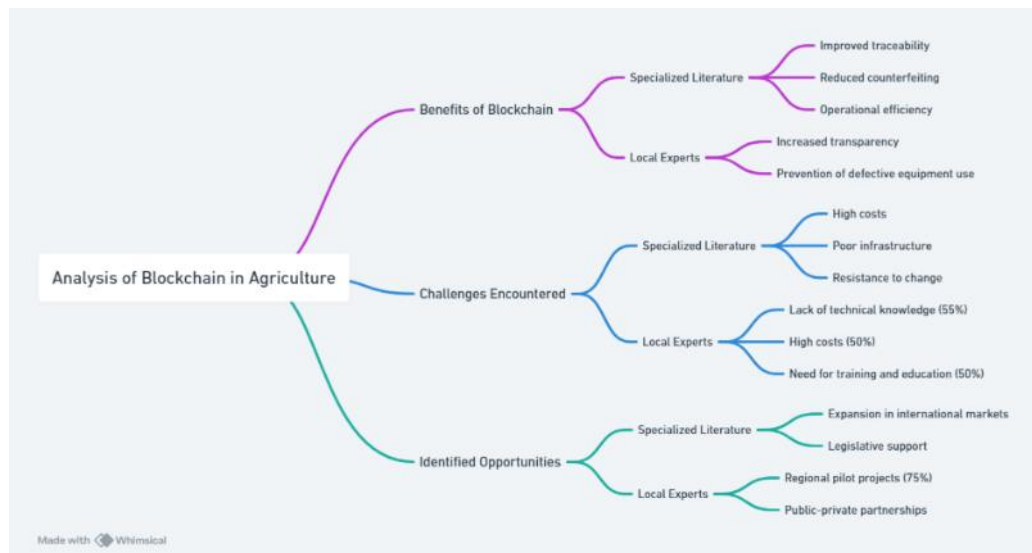 Analysis of Blockchain in Agriculture
Benefits of Blockchain
Specialized Literature
Improved traceability
Reduced counterfeiting
Operational efficiency
Local Experts
Increased transparency
Prevention of defective equipment use
Challenges Encountered
Specialized Literature
High costs
Poor infrastructure
Resistance to change
Local Experts
Lack of technical knowledge (55%)
High costs (50%)
Need for training and education (50%)
Identified Opportunities
Specialized Literature
Expansion in international markets
Legislative support
Local Experts
Regional pilot projects (75%)
Public-private partnerships
Made with Whimsical